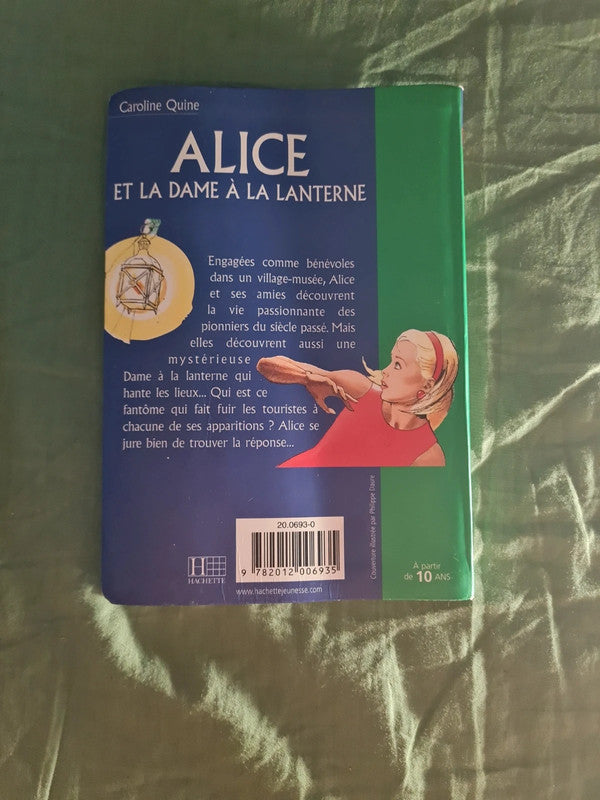 Caroline Quine
ALICE
ET LA DAME À LA LANTERNE
Engagées comme bénévoles
dans un village-musée, Alice
et ses amies découvrent
la vie passionnante des
pionniers du siècle passé. Mais
elles découvrent aussi une
mystérieuse
Dame à la lanterne qui
hante les lieux... Qui est ce
fantôme qui fait fuir les touristes à
chacune de ses apparitions ? Alice se
jure bien de trouver la réponse...
20.0693-0
9 782012 006935
www.hachettejeunesse.com
H
HACHETTE
Couverture illustrée par Philippe Daure
À partir
de 10 ANS